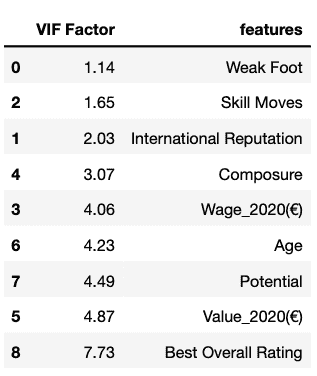 VIF Factor features
0 1.14 Weak Foot
2 1.65 Skill Moves
1 2.03 International Reputation
4 3.07 Composure
3 4.06 Wage_2020(€)
6 4.23 Age
7 4.49 Potential
5 4.87 Value_2020(€)
8 7.73 Best Overall Rating